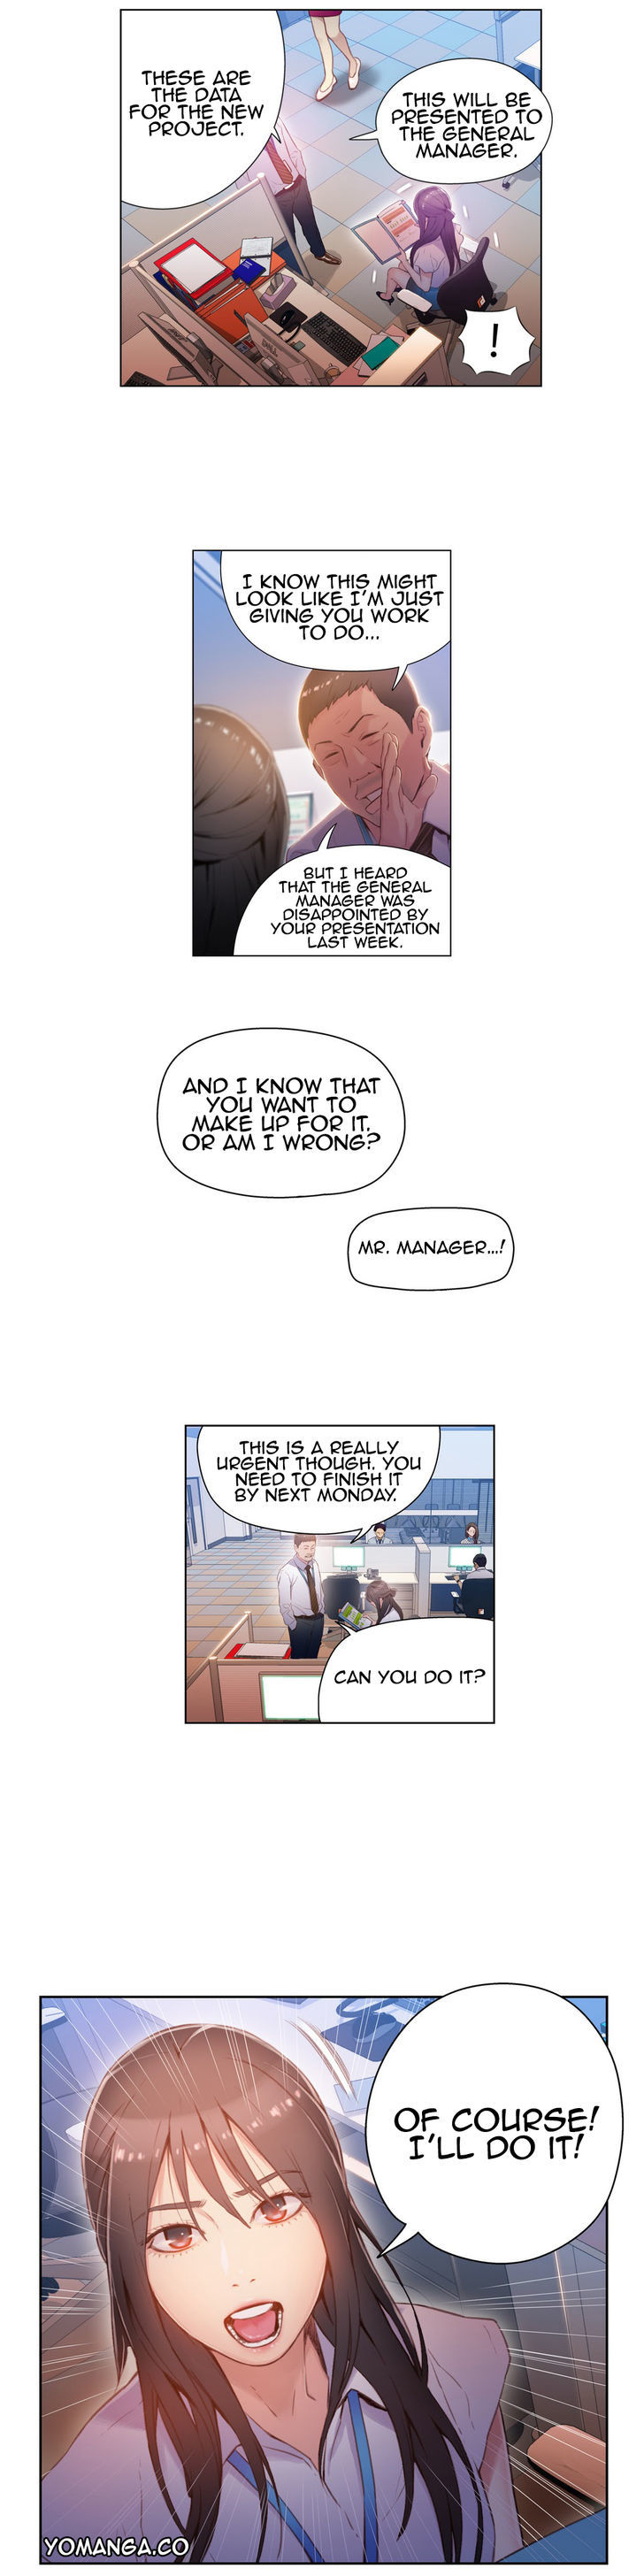 THESE ARE
THE DATA
FOR THE NEW
PROJECT.
THIS WILL BE
PRESENTED TO
THE GENERAL
MANAGER.
DELL
!
I KNOW THIS MIGHT
LOOK LIKE I'M JUST
GIVING YOU WORK
TO DO...
BUT I HEARD
THAT THE GENERAL
MANAGER WAS
DISAPPOINTED BY
YOUR PRESENTATION
LAST WEEK.
AND I KNOW THAT
YOU WANT TO
MAKE UP FOR IT.
OR AM I WRONG?
MR. MANAGER...!
THIS IS A REALLY
URGENT THOUGH. YOU
NEED TO FINISH IT
BY NEXT MONDAY.
CAN YOU DO IT?
OF COURSE!
I'LL DO IT!
YOMANGA.CO